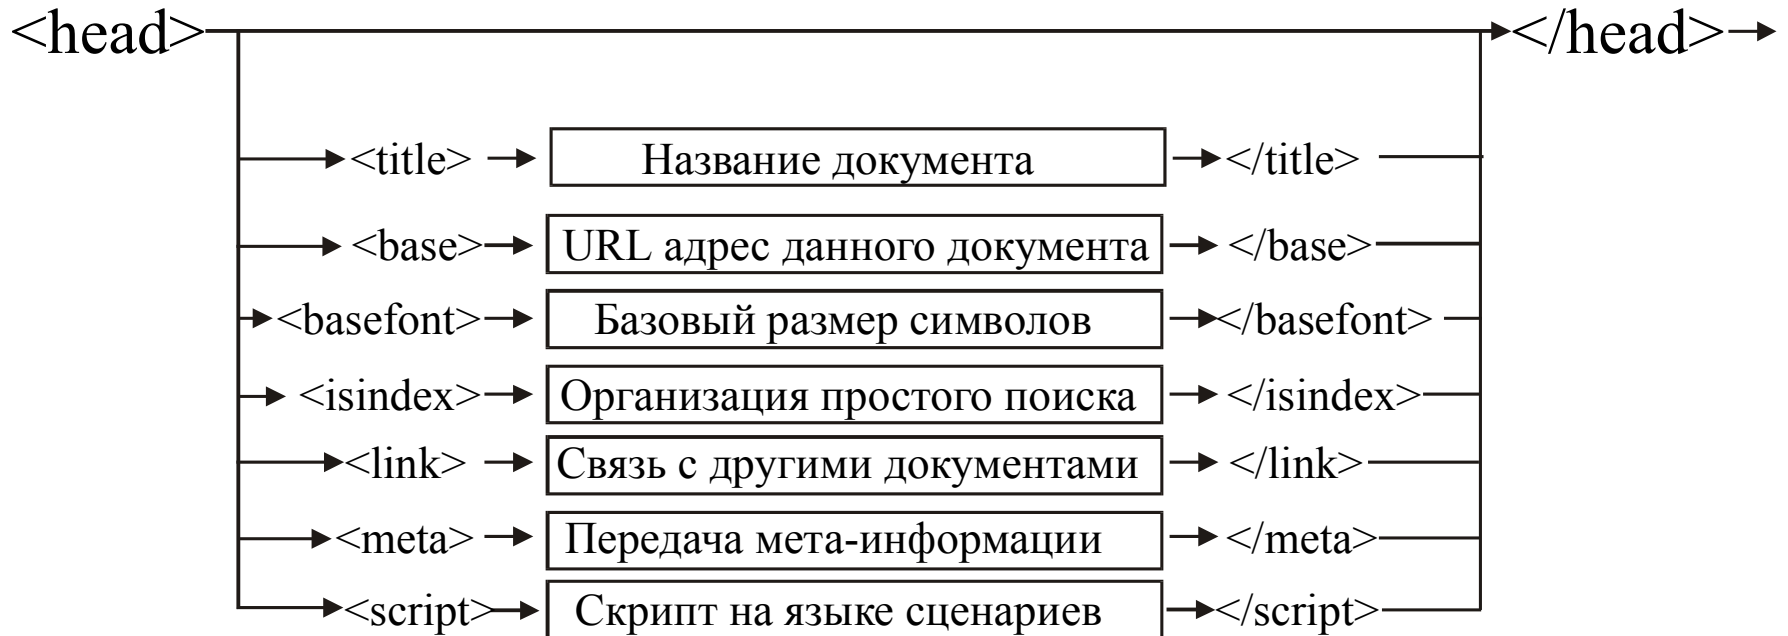 <head> </head>
<title> Название документа </title>
<base> URL адрес данного документа </base>
<basefont> Базовый размер символов </basefont>
<isindex> Организация простого поиска </isindex>
<link> Связь с другими документами </link>
<meta> Передача мета-информации </meta>
<script> Скрипт на языке сценариев </script>